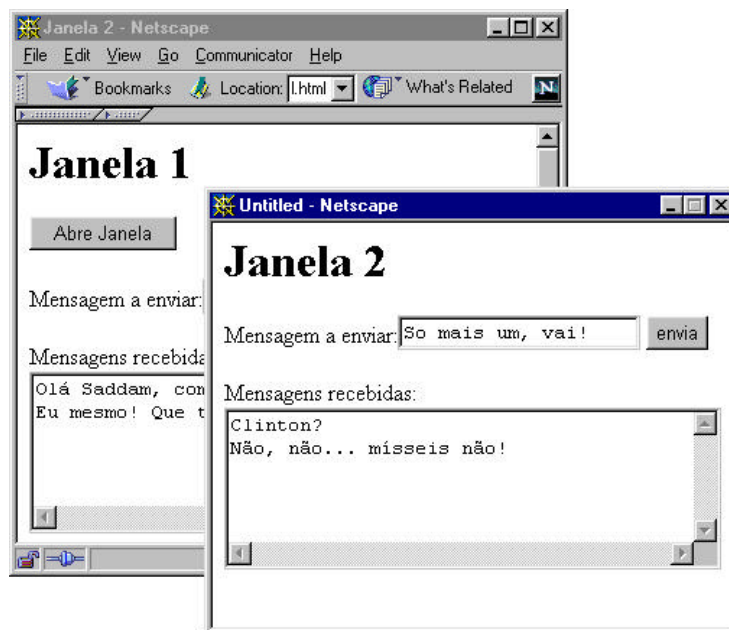 Janela 2 - Netscape
File Edit View Go Communicator Help
Bookmarks Location: l.html What's Related N
Janela 1
Abre Janela
Mensagem a enviar:
Mensagens recebida
Olá Saddam, com
Eu mesmo! Que t
Untitled - Netscape
Janela 2
Mensagem a enviar: So mais um, vai! envia
Mensagens recebidas:
Clinton?
Não, não... mísseis não!